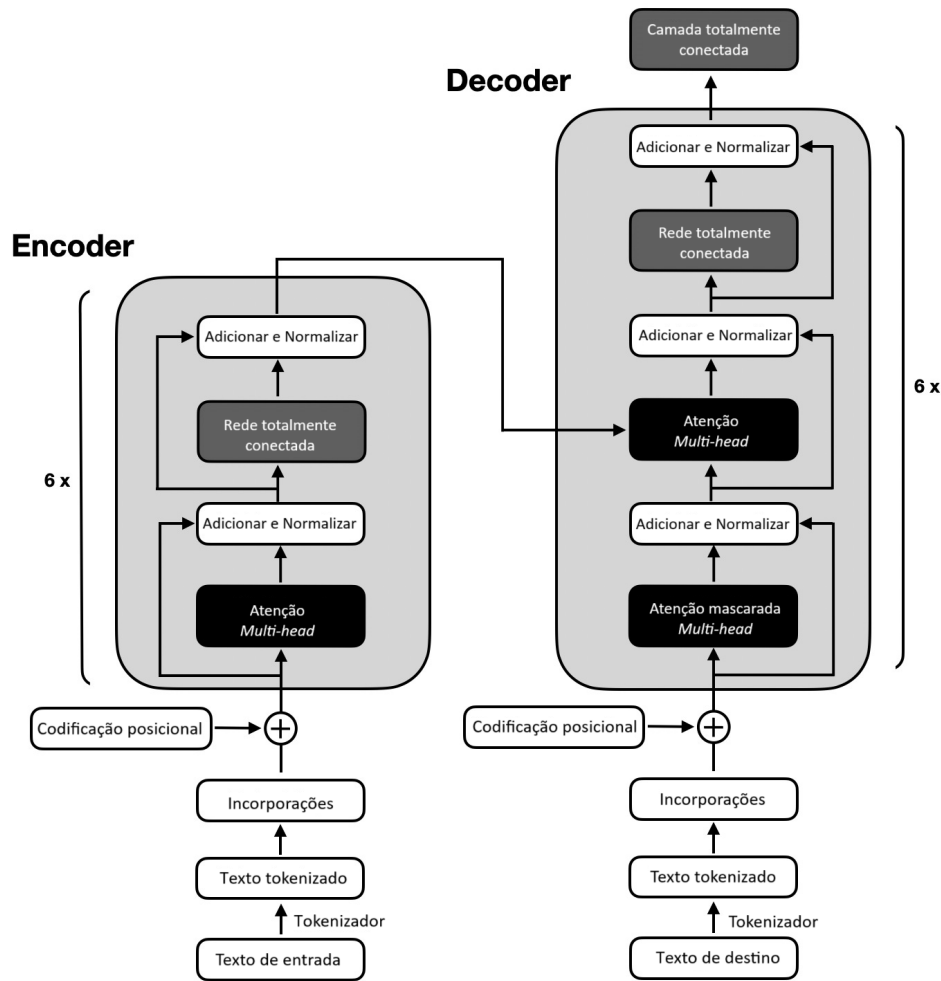 Encoder
6 x
Adicionar e Normalizar
Rede totalmente
conectada
Adicionar e Normalizar
Atenção
Multi-head
Codificação posicional
+
Incorporações
Texto tokenizado
Tokenizador
Texto de entrada
Decoder
Camada totalmente
conectada
6 x
Adicionar e Normalizar
Rede totalmente
conectada
Adicionar e Normalizar
Atenção
Multi-head
Adicionar e Normalizar
Atenção mascarada
Multi-head
Codificação posicional
+
Incorporações
Texto tokenizado
Tokenizador
Texto de destino